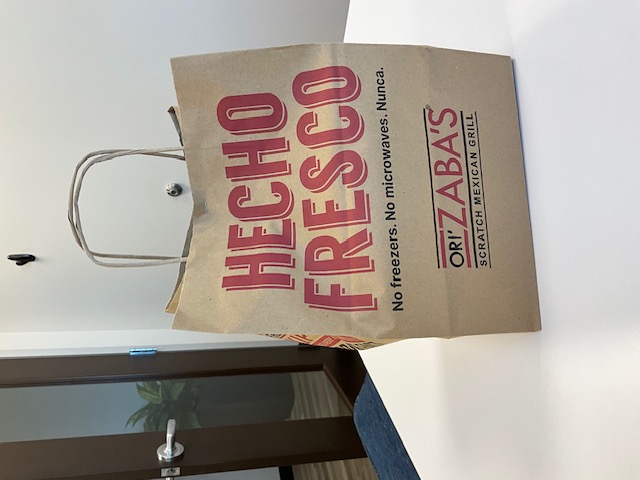 HECHO
FRESCO
No freezers. No microwaves. Nunca.
ORI'ZABA'S®
SCRATCH MEXICAN GRILL